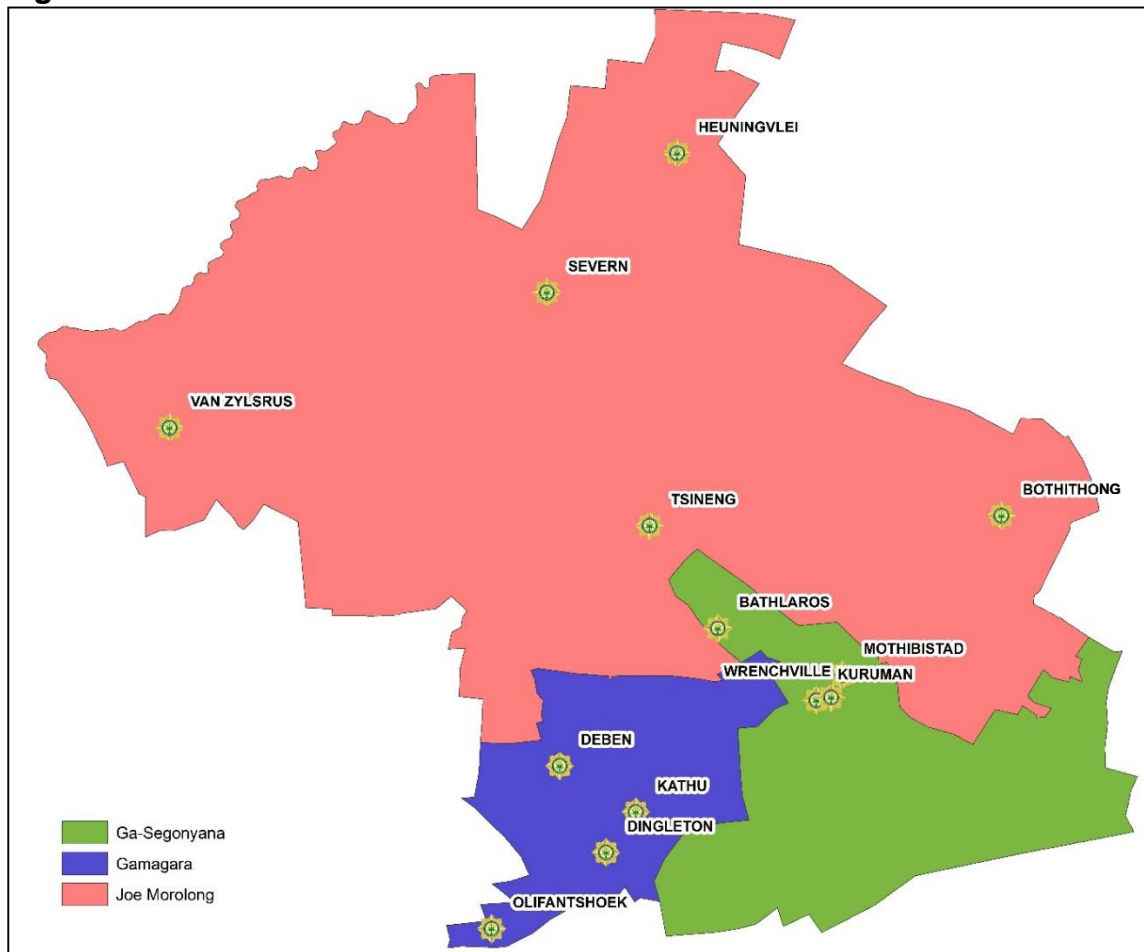 HEUNINGVLEI
SEVERN
VAN ZYLSRUS
TSINENG
BOTHITHONG
BATHLAROS
MOTHIBISTAD
WRENCHVILLE
KURUMAN
DEBEN
KATHU
DINGLETON
OLIFANTSHOEK
Ga-Segonyana
Gamagara
Joe Morolong